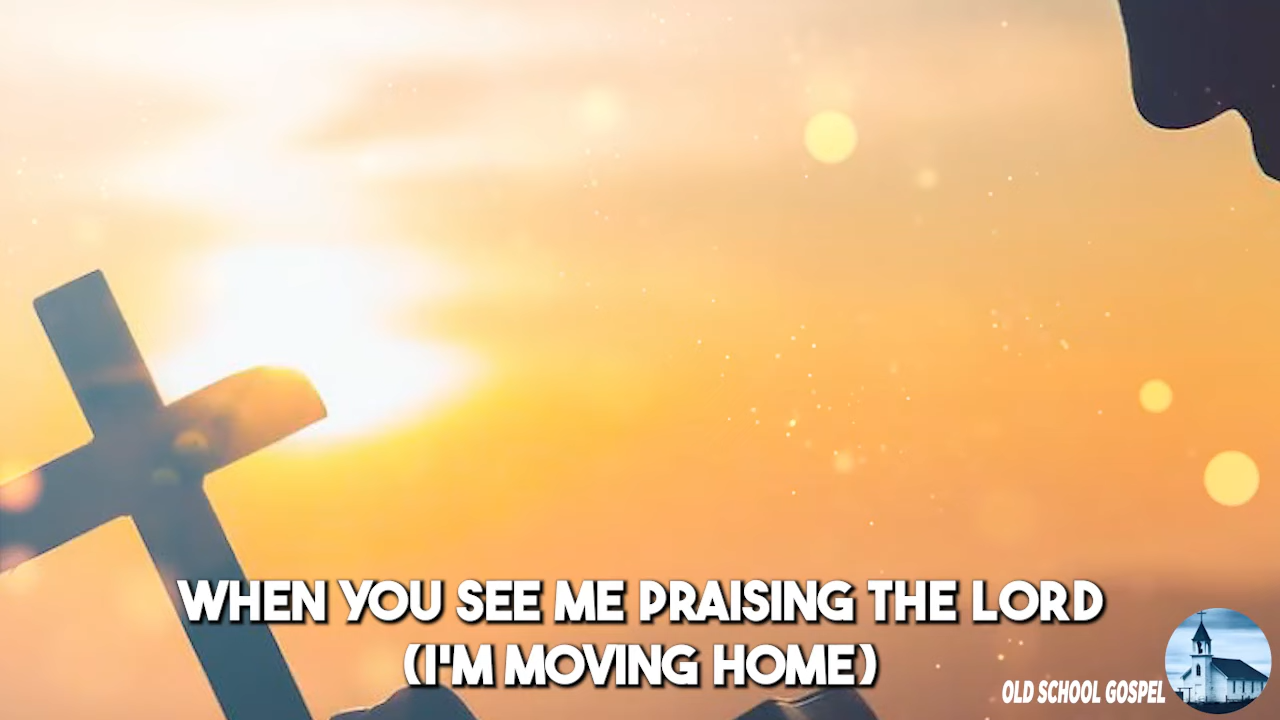 WHEN YOU SEE ME PRAISING THE LORD
(I'M MOVING HOME)
OLD SCHOOL GOSPEL